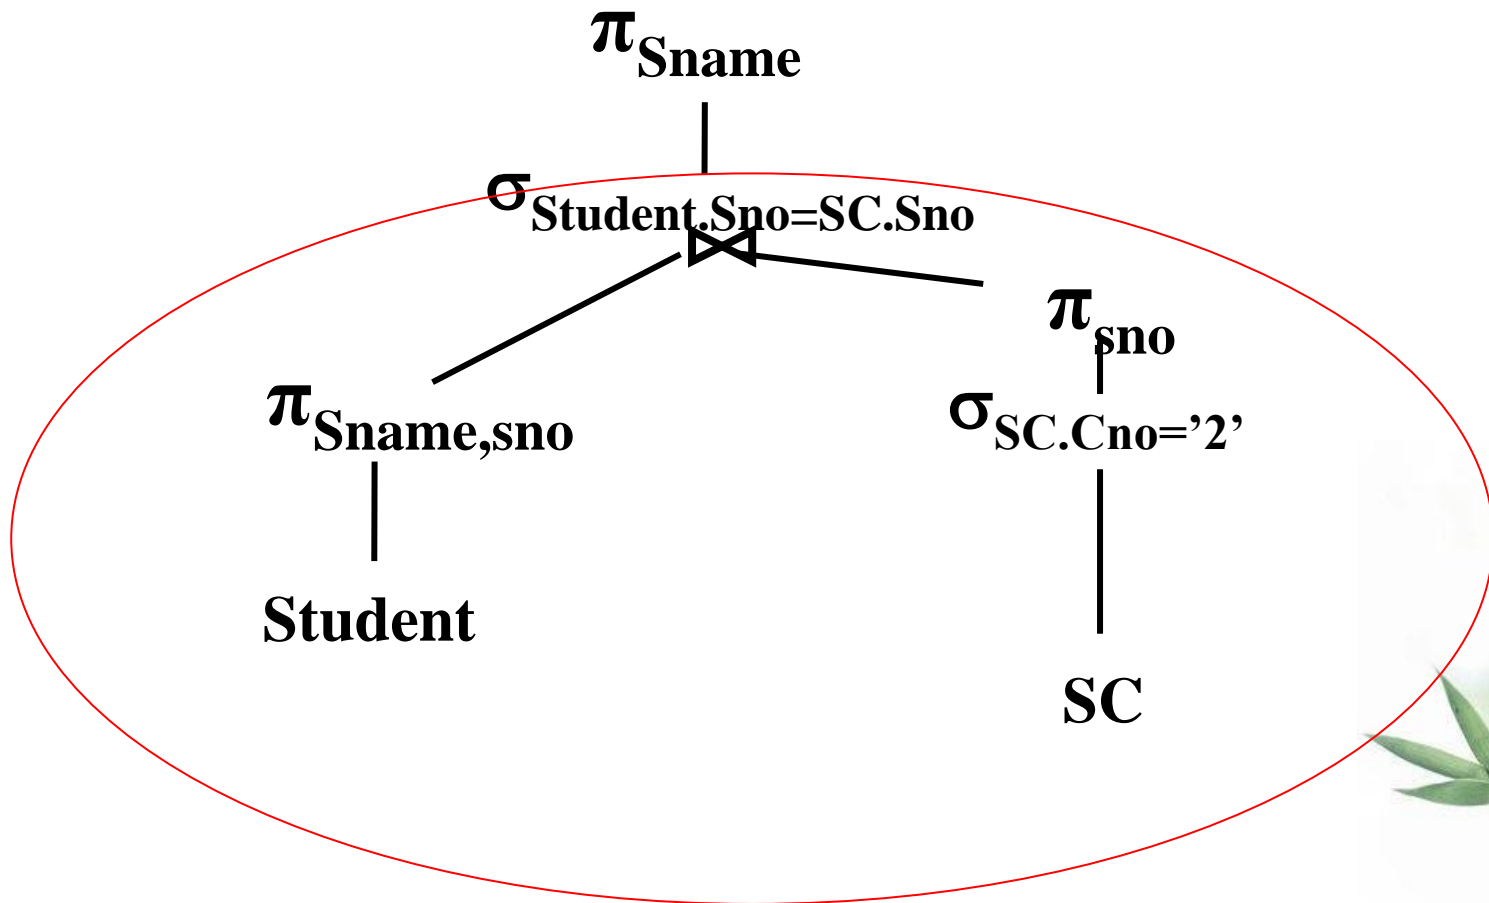 πSname
σStudent.Sno=SC.Sno
⋈
πsno
πSname,sno
σSC.Cno=’2’
Student
SC